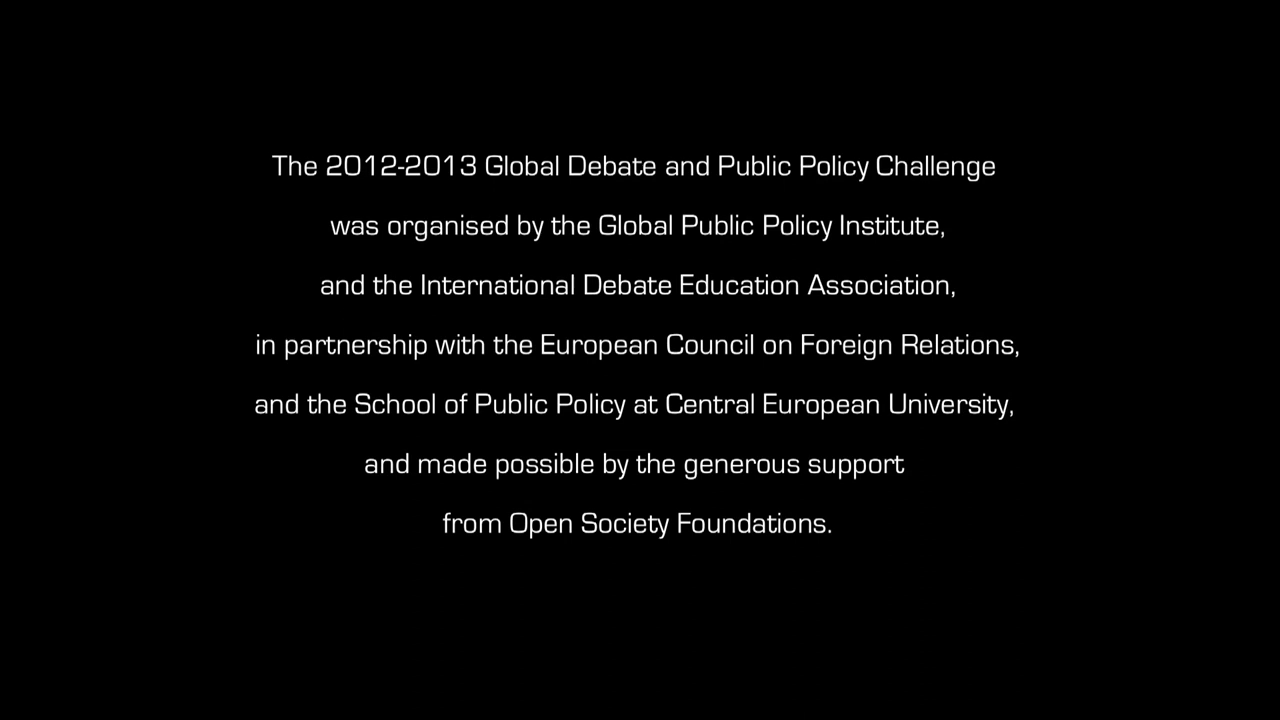 The 2012-2013 Global Debate and Public Policy Challenge
was organised by the Global Public Policy Institute,
and the International Debate Education Association,
in partnership with the European Council on Foreign Relations,
and the School of Public Policy at Central European University,
and made possible by the generous support
from Open Society Foundations.